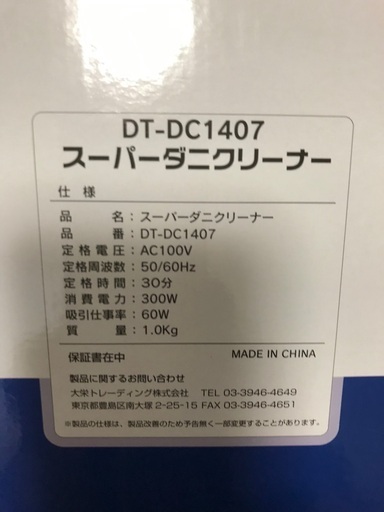 DT-DC1407
スーパーダニクリーナー
仕様
品名：スーパーダニクリーナー
品番：DT-DC1407
定格電圧：AC100V
定格周波数：50/60Hz
定格時間：30分
消費電力：300W
吸引仕事率：60W
質量：1.0Kg
保証書在中 MADE IN CHINA
製品に関するお問い合わせ
大栄トレーディング株式会社 TEL 03-3946-4649
東京都豊島区南大塚 2-25-15 FAX 03-3946-4651
※製品の仕様は、製品改善のため予告無く一部変更することがあります。